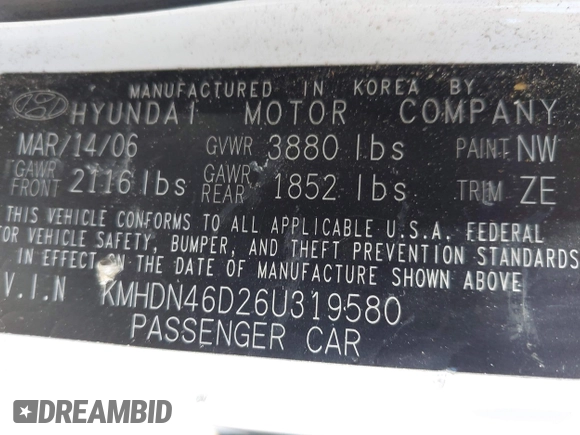 MANUFACTURED IN KOREA BY
HYUNDAI MOTOR COMPANY
MAR/14/06 GVWR 3880 lbs PAINT NW
GAWR FRONT 2116 lbs GAWR REAR 1852 lbs TRIM ZE
THIS VEHICLE CONFORMS TO ALL APPLICABLE U.S.A. FEDERAL
FOR VEHICLE SAFETY, BUMPER, AND THEFT PREVENTION STANDARDS
IN EFFECT ON THE DATE OF MANUFACTURE SHOWN ABOVE
V.I.N KMHDN46D26U319580
PASSENGER CAR
DREAMBID